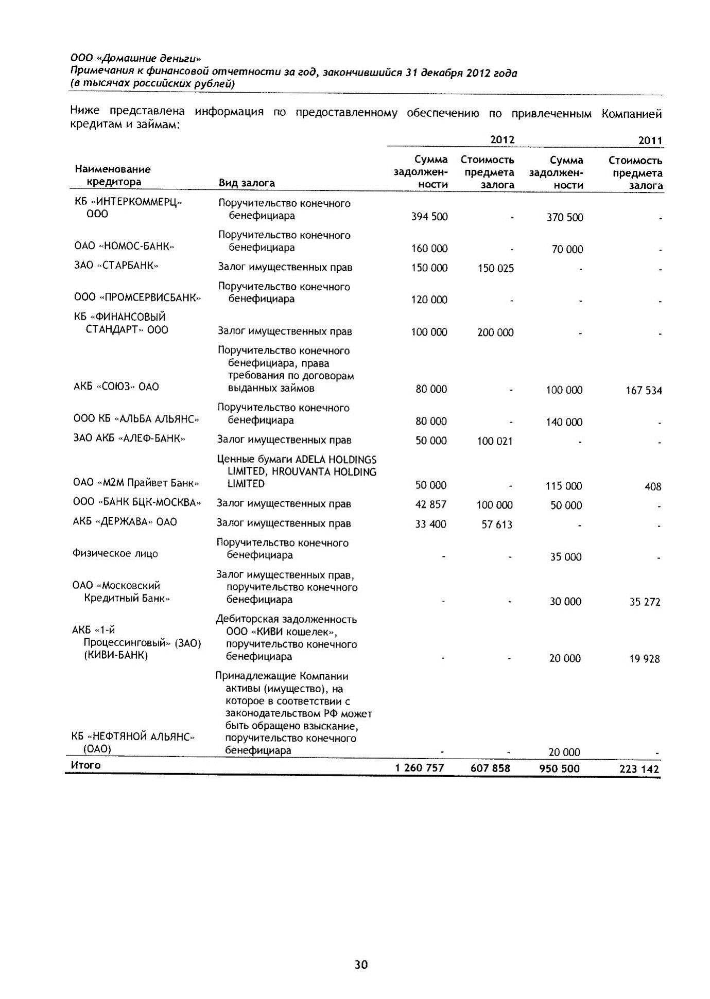 ООО «Домашние деньги»
Примечания к финансовой отчетности за год, закончившийся 31 декабря 2012 года
(в тысячах российских рублей)
Ниже представлена информация по предоставленному обеспечению по привлеченным Компанией
кредитам и займам:
2012 2011
Наименование кредитора Вид залога Сумма задолжен-ности Стоимость предмета залога Сумма задолжен-ности Стоимость предмета залога
КБ «ИНТЕРКОММЕРЦ» Поручительство конечного
ООО бенефициара 394 500 - 370 500 -
Поручительство конечного
ОАО «НОМОС-БАНК» бенефициара 160 000 - 70 000 -
ЗАО «СТАРБАНК» Залог имущественных прав 150 000 150 025 - -
Поручительство конечного
ООО «ПРОМСЕРВИСБАНК» бенефициара 120 000 - - -
КБ «ФИНАНСОВЫЙ
СТАНДАРТ» ООО Залог имущественных прав 100 000 200 000 - -
Поручительство конечного
бенефициара, права
требования по договорам
АКБ «СОЮЗ» ОАО выданных займов 80 000 - 100 000 167 534
Поручительство конечного
ООО КБ «АЛЬБА АЛЬЯНС» бенефициара 80 000 - 140 000 -
ЗАО АКБ «АЛЕФ-БАНК» Залог имущественных прав 50 000 100 021 - -
Ценные бумаги ADELA HOLDINGS
LIMITED, HROUVANTA HOLDING
ОАО «М2М Прайвет Банк» LIMITED 50 000 - 115 000 408
ООО «БАНК БЦК-МОСКВА» Залог имущественных прав 42 857 100 000 50 000 -
АКБ «ДЕРЖАВА» ОАО Залог имущественных прав 33 400 57 613 - -
Поручительство конечного
Физическое лицо бенефициара - - 35 000 -
Залог имущественных прав,
ОАО «Московский поручительство конечного
Кредитный Банк» бенефициара - - 30 000 35 272
Дебиторская задолженность
АКБ «1-й ООО «КИВИ кошелек»,
Процессинговый» (ЗАО) поручительство конечного
(КИВИ-БАНК) бенефициара - - 20 000 19 928
Принадлежащие Компании
активы (имущество), на
которое в соответствии с
законодательством РФ может
быть обращено взыскание,
КБ «НЕФТЯНОЙ АЛЬЯНС» поручительство конечного
(ОАО) бенефициара - - 20 000 -
Итого 1 260 757 607 858 950 500 223 142
30